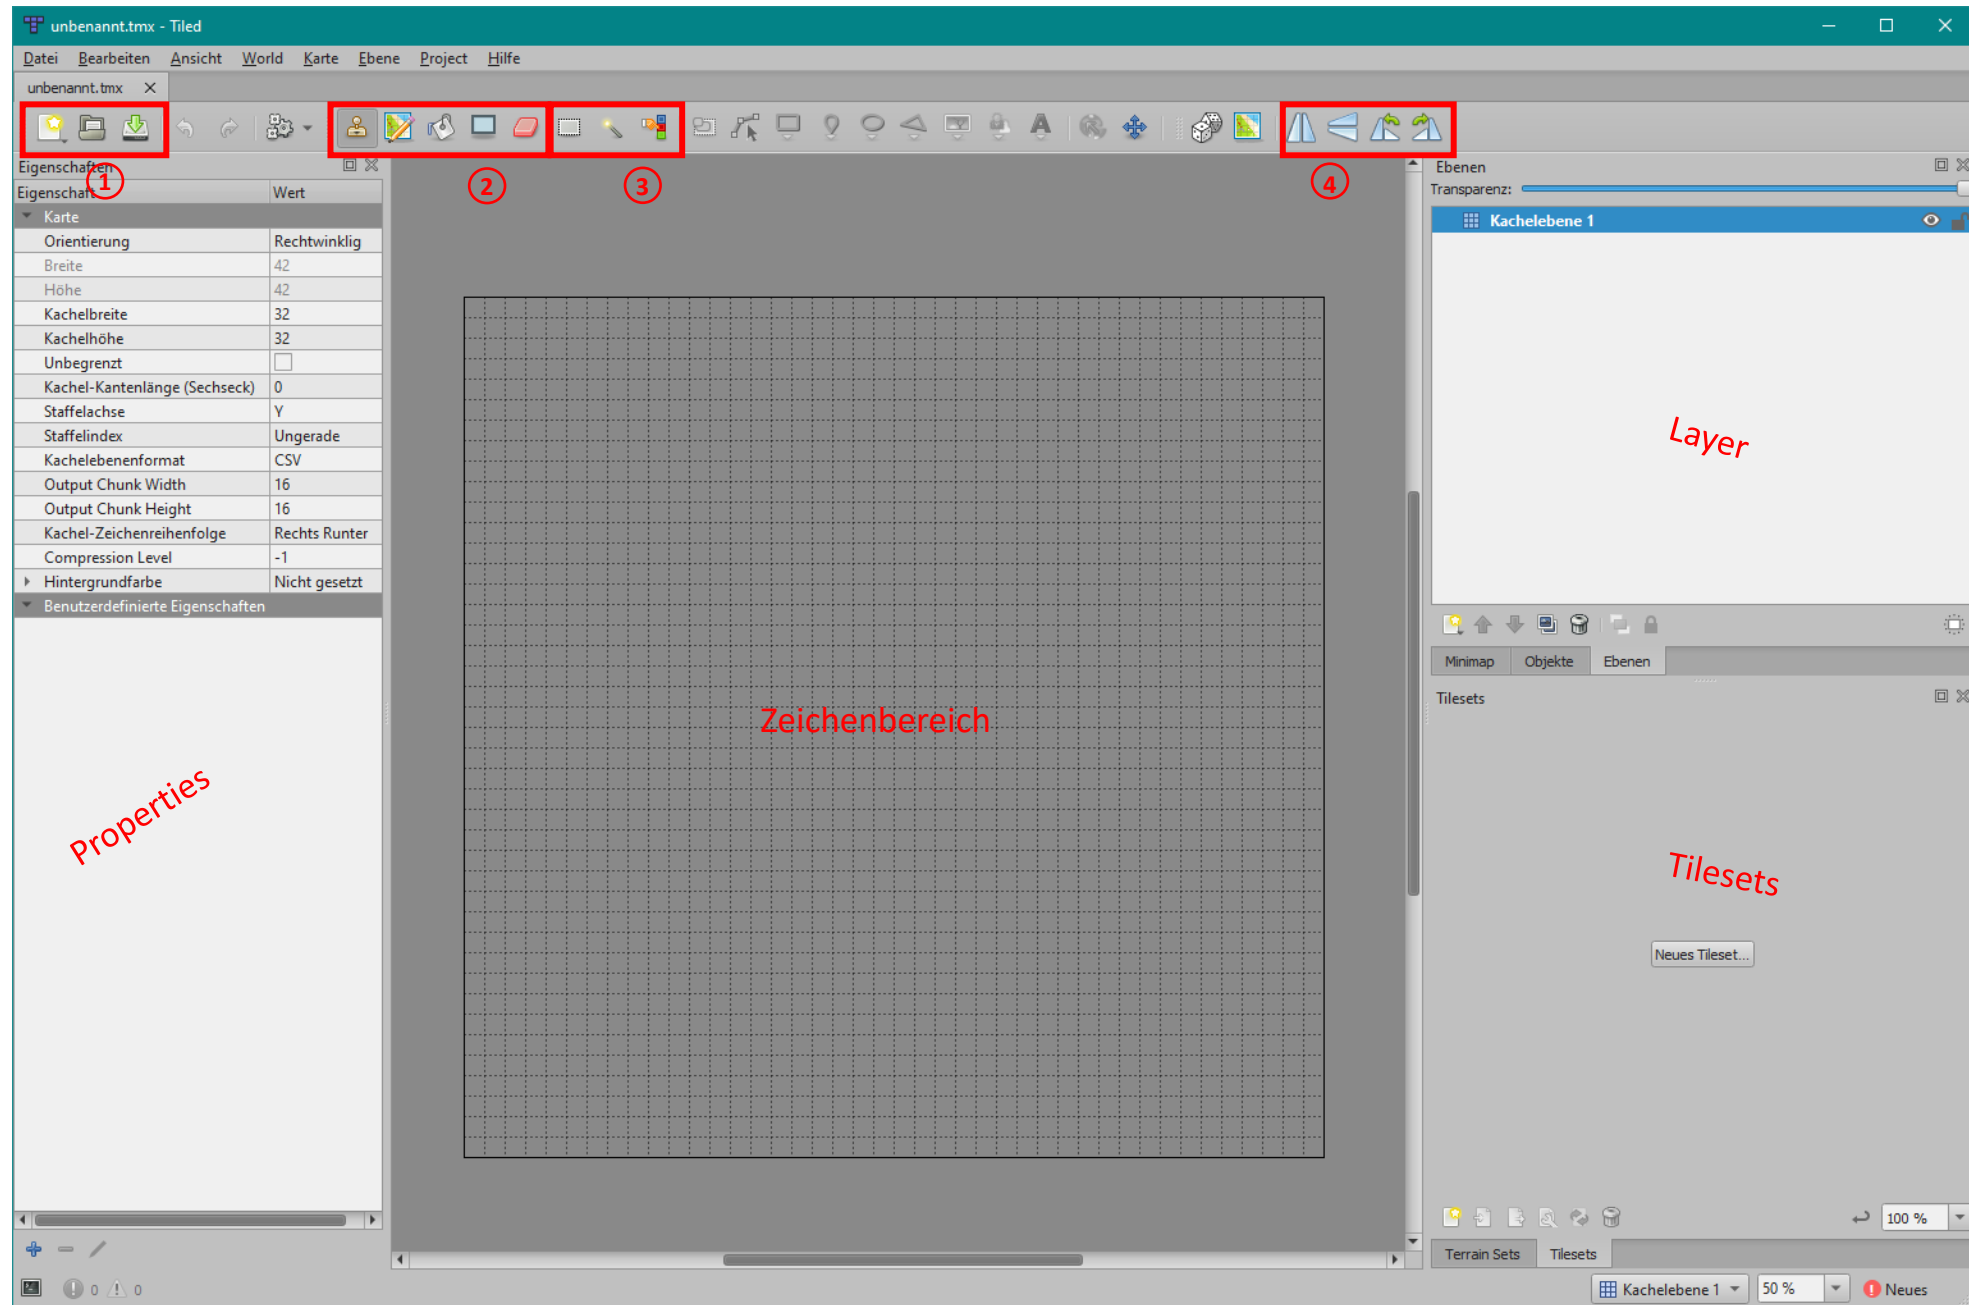 unbenannt.tmx - Tiled
Datei Bearbeiten Ansicht World Karte Ebene Project Hilfe
unbenannt.tmx
1
2
3
4
Eigenschaften
Eigenschaft Wert
Karte
Orientierung Rechtwinklig
Breite 42
Höhe 42
Kachelbreite 32
Kachelhöhe 32
Unbegrenzt
Kachel-Kantenlänge (Sechseck) 0
Staffelachse Y
Staffelindex Ungerade
Kachelebenenformat CSV
Output Chunk Width 16
Output Chunk Height 16
Kachel-Zeichenreihenfolge Rechts Runter
Compression Level -1
Hintergrundfarbe Nicht gesetzt
Benutzerdefinierte Eigenschaften
Properties
Zeichenbereich
Ebenen
Transparenz:
Kachelebene 1
Layer
Minimap Objekte Ebenen
Tilesets
Tilesets
Neues Tileset...
100 %
Terrain Sets Tilesets
0 0
Kachelebene 1 50 % Neues